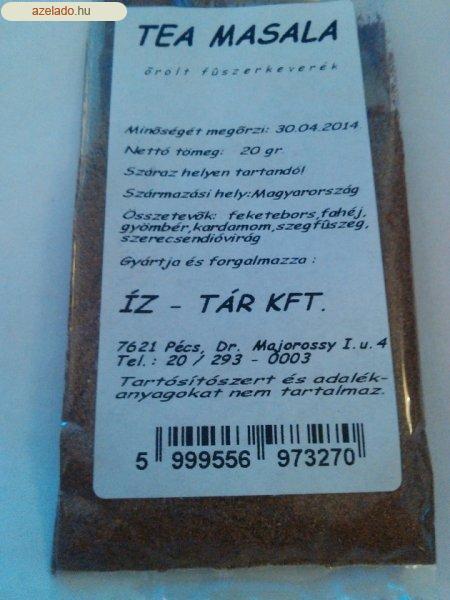 azelado.hu
TEA MASALA
őrölt fűszerkeverék
Minőségét megőrzi: 30.04.2014
Nettó tömeg: 20 gr.
Száraz helyen tartandó!
Származási hely:Magyarország
Összetevők: feketebors,fahéj,
gyömbér,kardamom,szegfűszeg,
szerecsendióvirág
Gyártja és forgalmazza :
ÍZ - TÁR KFT.
7621 Pécs, Dr. Majorossy I.u.4
Tel.: 20 / 293 - 0003
Tartósítószert és adalék-
anyagokat nem tartalmaz.
5 999556 973270